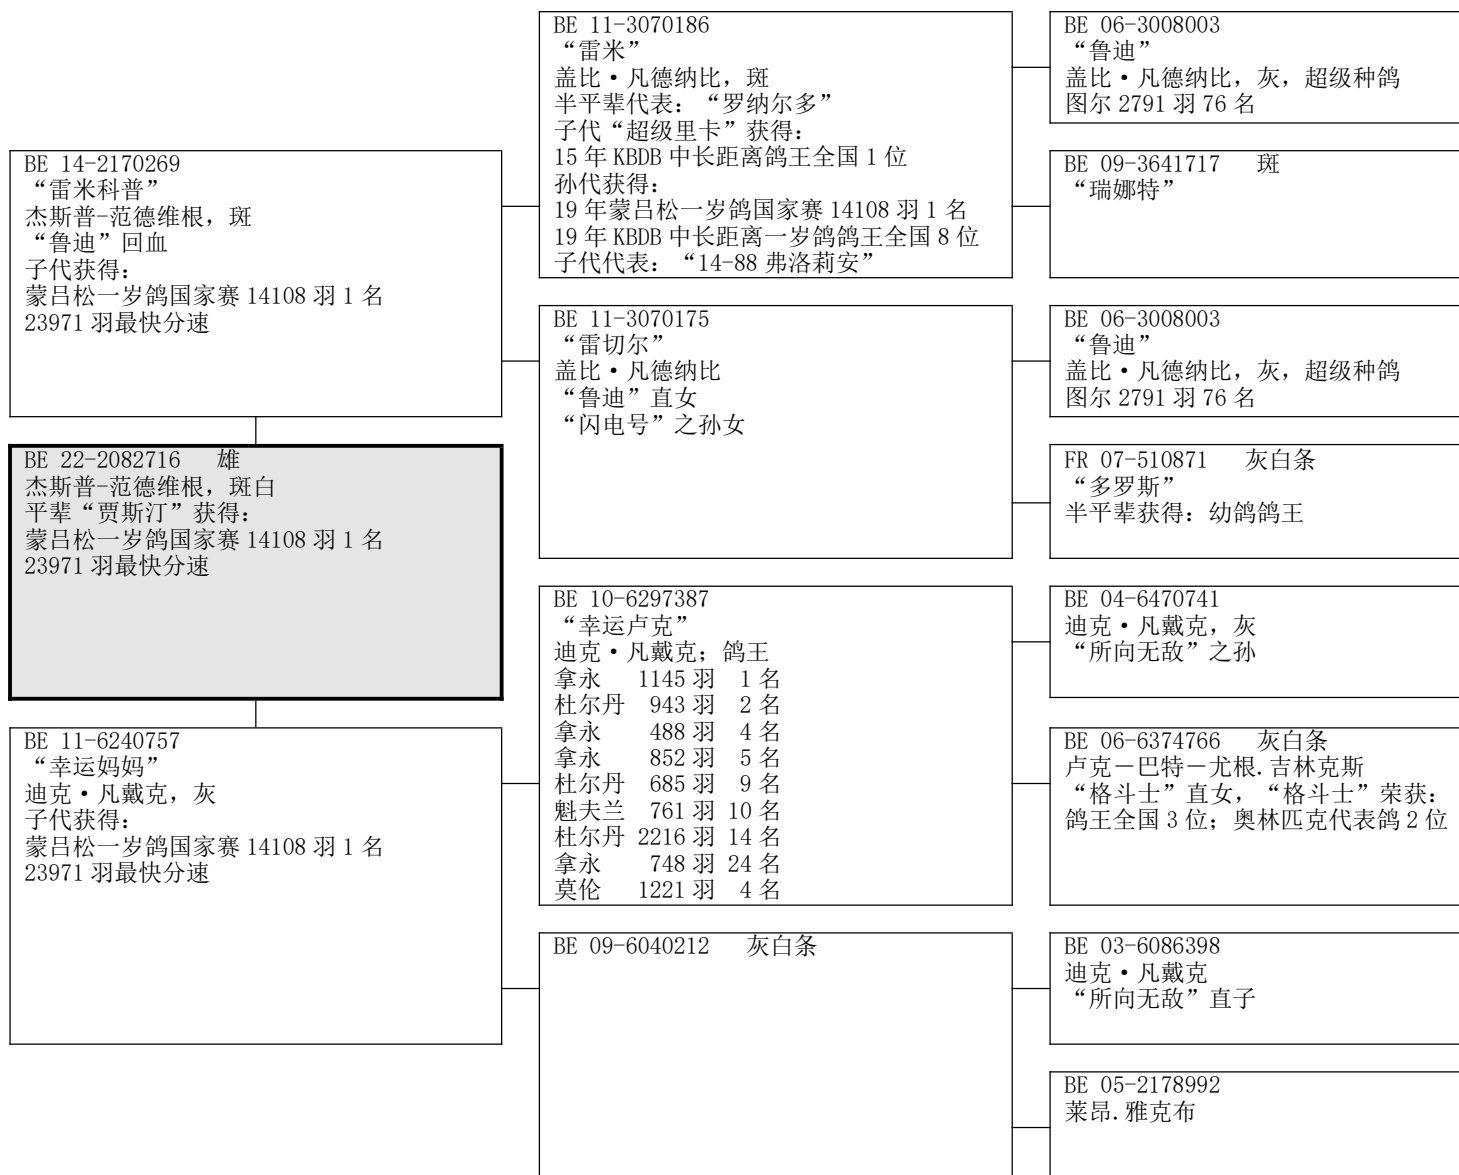 BE 14-2170269
“雷米科普”
杰斯普-范德维根，斑
“鲁迪”回血
子代获得：
蒙吕松一岁鸽国家赛 14108 羽 1 名
23971 羽最快分速
BE 22-2082716 雄
杰斯普-范德维根，斑白
平辈“贾斯汀”获得：
蒙吕松一岁鸽国家赛 14108 羽 1 名
23971 羽最快分速
BE 11-6240757
“幸运妈妈”
迪克•凡戴克，灰
子代获得：
蒙吕松一岁鸽国家赛 14108 羽 1 名
23971 羽最快分速
BE 11-3070186
“雷米”
盖比•凡德纳比，斑
半平辈代表：“罗纳尔多”
子代“超级里卡”获得：
15 年 KBDB 中长距离鸽王全国 1 位
孙代获得：
19 年蒙吕松一岁鸽国家赛 14108 羽 1 名
19 年 KBDB 中长距离一岁鸽鸽王全国 8 位
子代代表：“14-88 弗洛莉安”
BE 11-3070175
“雷切尔”
盖比•凡德纳比
“鲁迪”直女
“闪电号”之孙女
BE 10-6297387
“幸运卢克”
迪克•凡戴克；鸽王
拿永 1145 羽 1 名
杜尔丹 943 羽 2 名
拿永 488 羽 4 名
拿永 852 羽 5 名
杜尔丹 685 羽 9 名
魁夫兰 761 羽 10 名
杜尔丹 2216 羽 14 名
拿永 748 羽 24 名
莫伦 1221 羽 4 名
BE 09-6040212 灰白条
BE 06-3008003
“鲁迪”
盖比•凡德纳比，灰，超级种鸽
图尔 2791 羽 76 名
BE 09-3641717 斑
“瑞娜特”
BE 06-3008003
“鲁迪”
盖比•凡德纳比，灰，超级种鸽
图尔 2791 羽 76 名
FR 07-510871 灰白条
“多罗斯”
半平辈获得：幼鸽鸽王
BE 04-6470741
迪克•凡戴克，灰
“所向无敌”之孙
BE 06-6374766 灰白条
卢克－巴特－尤根.吉林克斯
“格斗士”直女，“格斗士”荣获：
鸽王全国 3 位；奥林匹克代表鸽 2 位
BE 03-6086398
迪克•凡戴克
“所向无敌”直子
BE 05-2178992
莱昂.雅克布